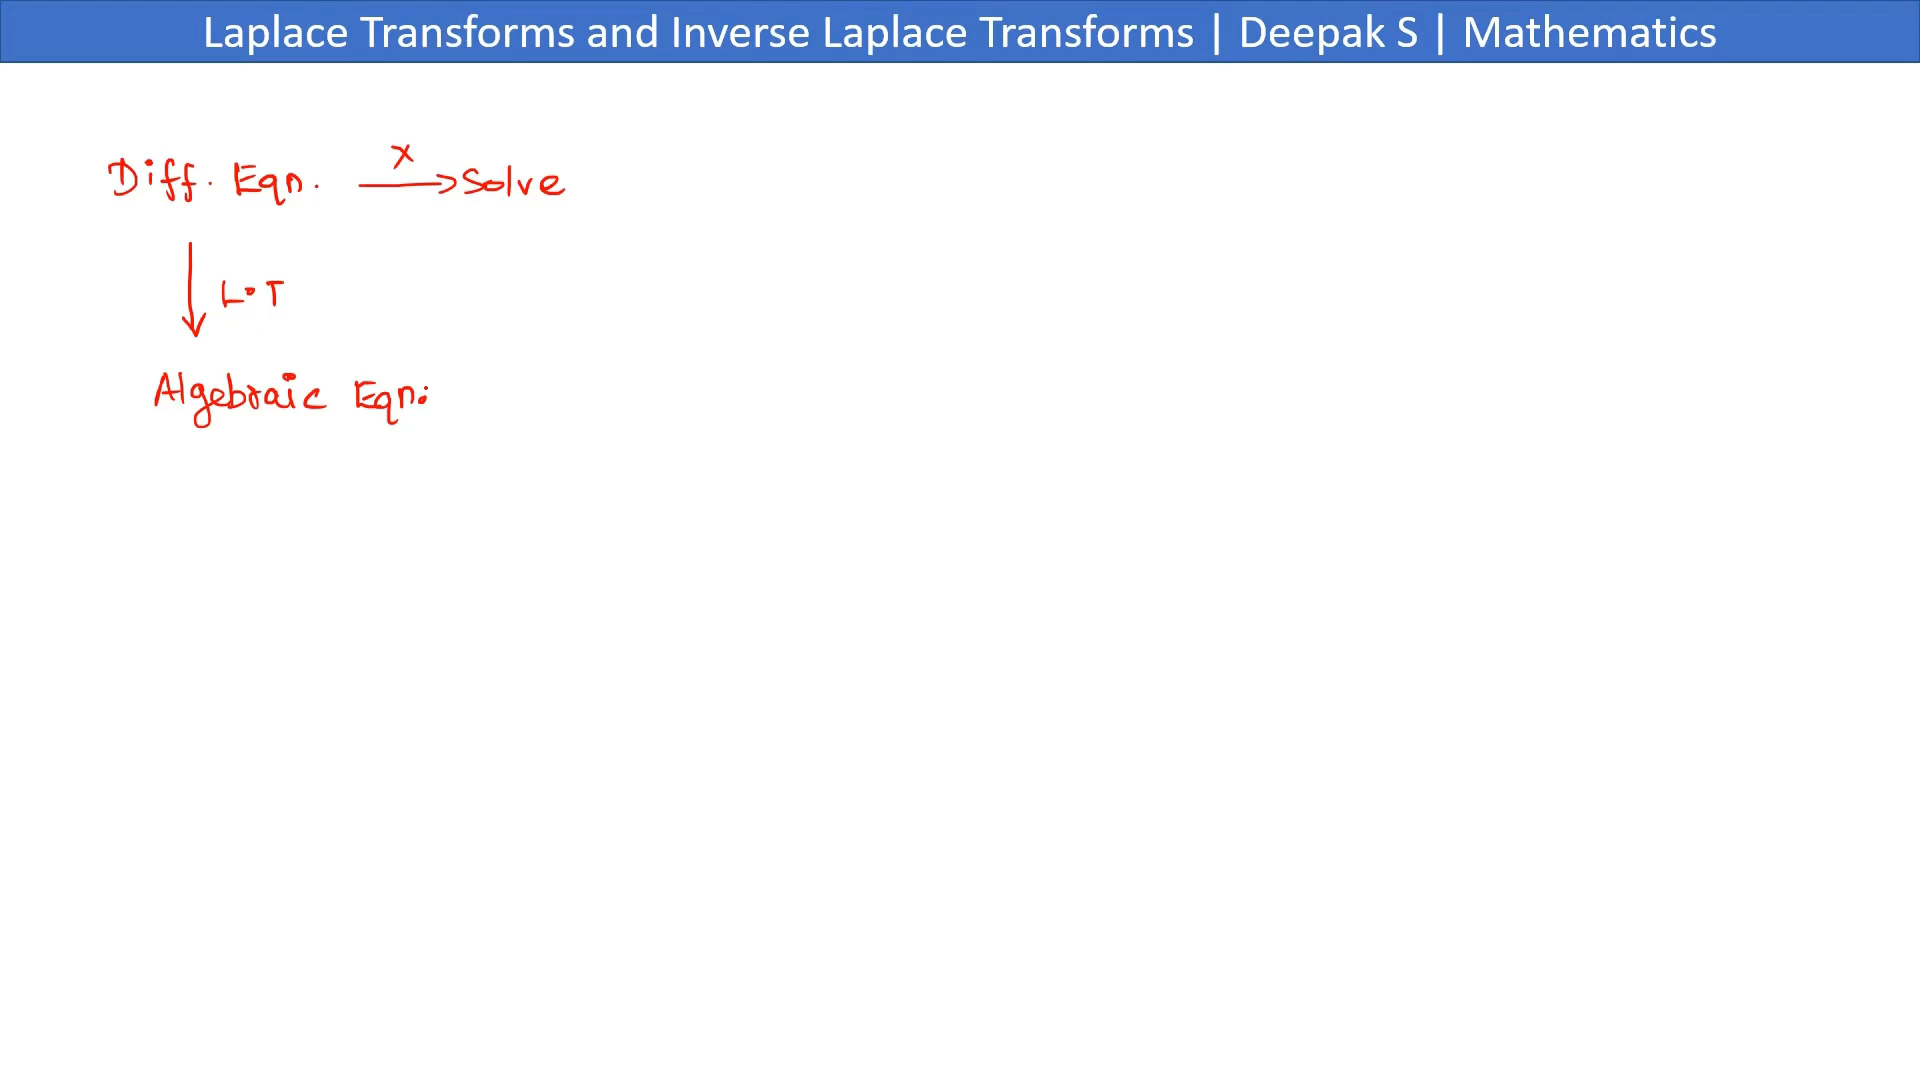 Laplace Transforms and Inverse Laplace Transforms | Deepak S | Mathematics
x
Diff. Eqn. → Solve
↓ L.T
Algebraic Eqn.